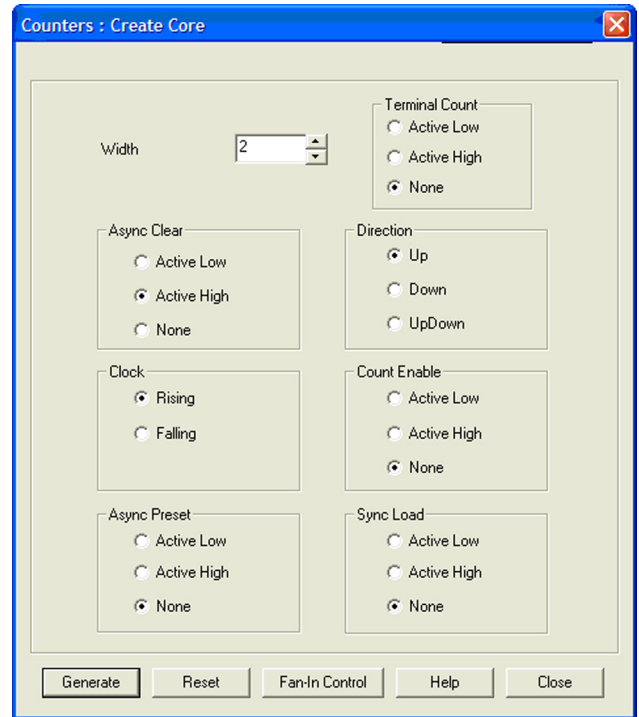 Counters : Create Core
Terminal Count
Active Low
Width 2
Active High
None
Async Clear
Active Low
Active High
None
Direction
Up
Down
UpDown
Clock
Rising
Falling
Count Enable
Active Low
Active High
None
Async Preset
Active Low
Active High
None
Sync Load
Active Low
Active High
None
Generate Reset Fan-In Control Help Close